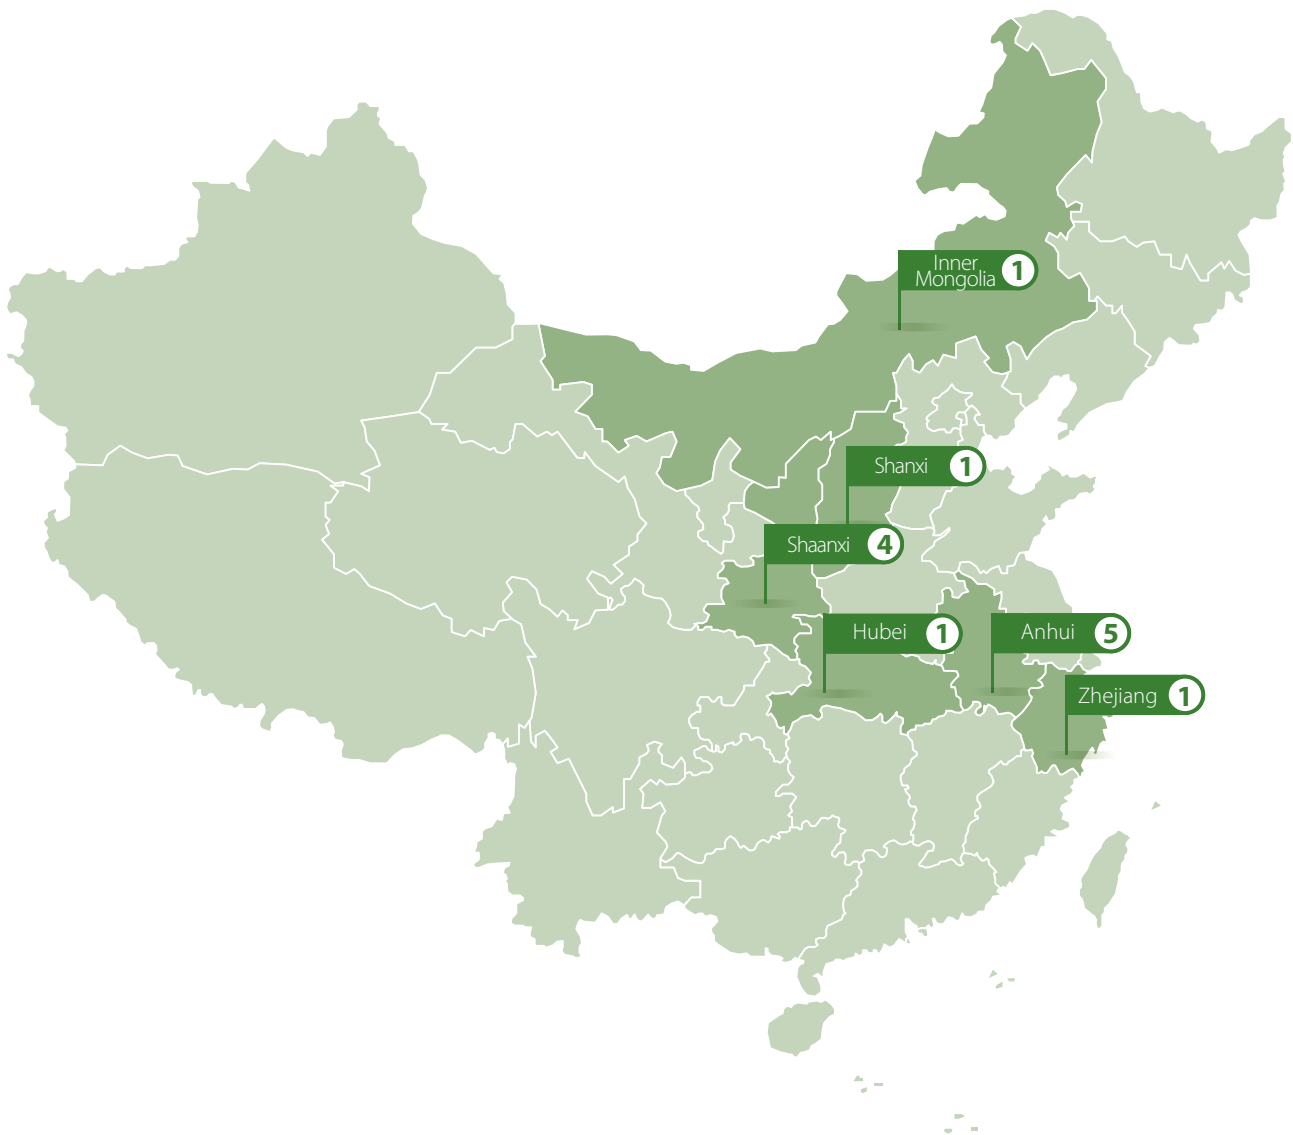 Inner
Mongolia 1
Shanxi 1
Shaanxi 4
Hubei 1
Anhui 5
Zhejiang 1